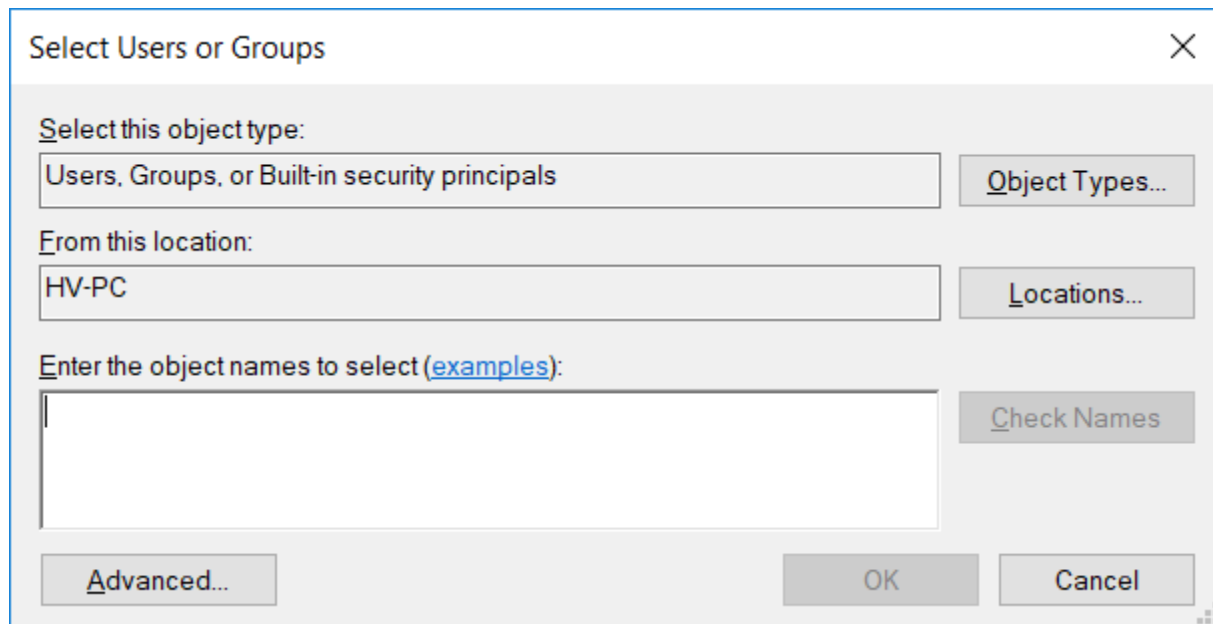 Select Users or Groups
Select this object type:
Users, Groups, or Built-in security principals
Object Types...
From this location:
HV-PC
Locations...
Enter the object names to select (examples):
Check Names
Advanced...
OK
Cancel